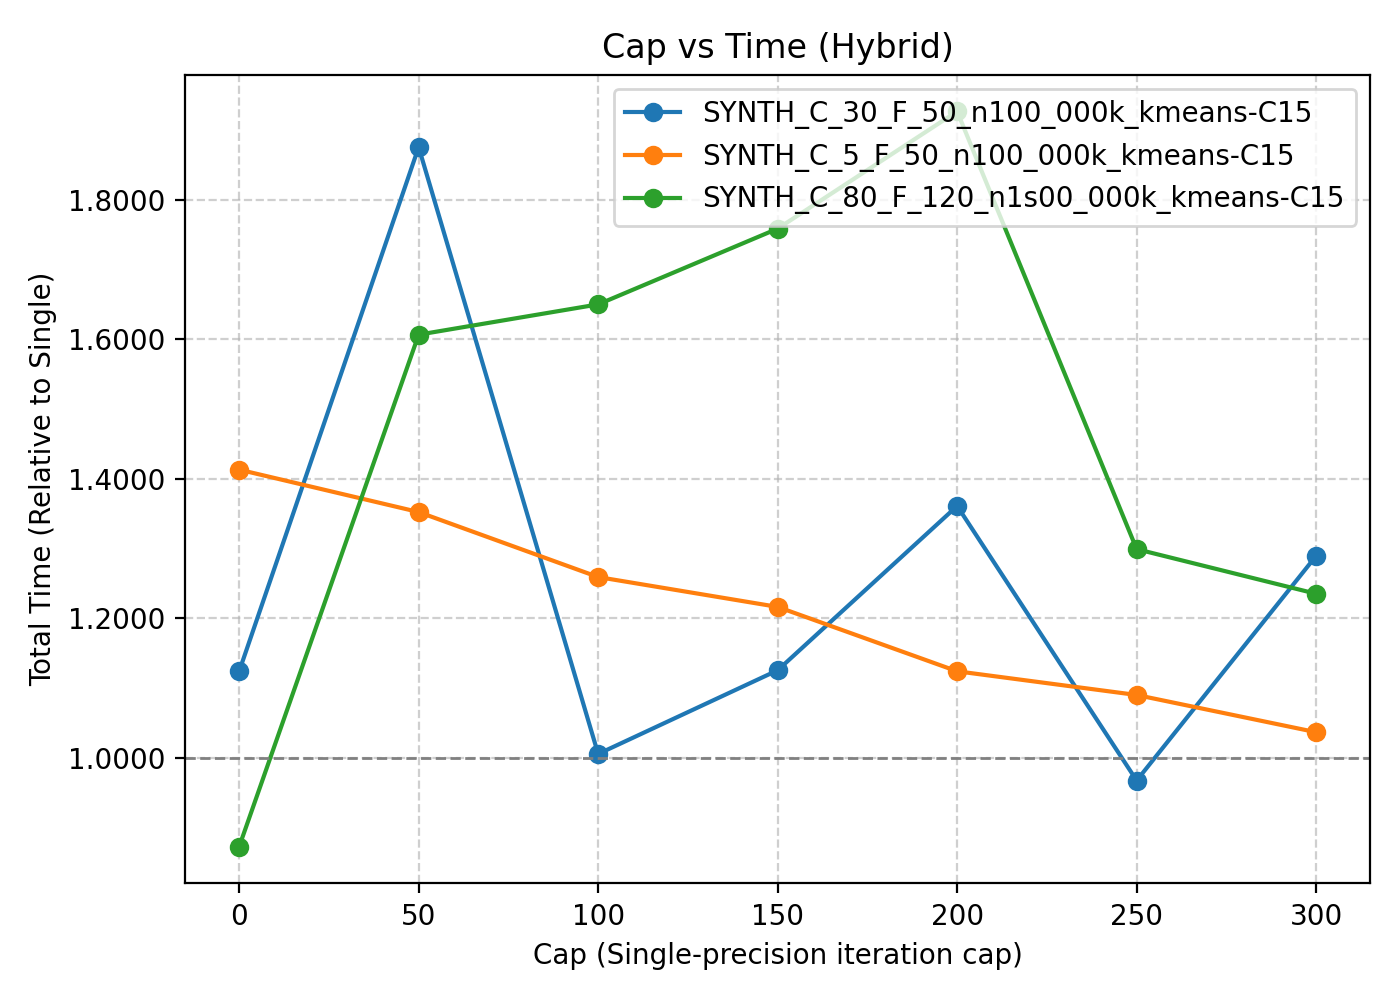 Cap vs Time (Hybrid)
SYNTH_C_30_F_50_n100_000k_kmeans-C15
SYNTH_C_5_F_50_n100_000k_kmeans-C15
SYNTH_C_80_F_120_n1s00_000k_kmeans-C15
Total Time (Relative to Single)
1.8000
1.6000
1.4000
1.2000
1.0000
0 50 100 150 200 250 300
Cap (Single-precision iteration cap)